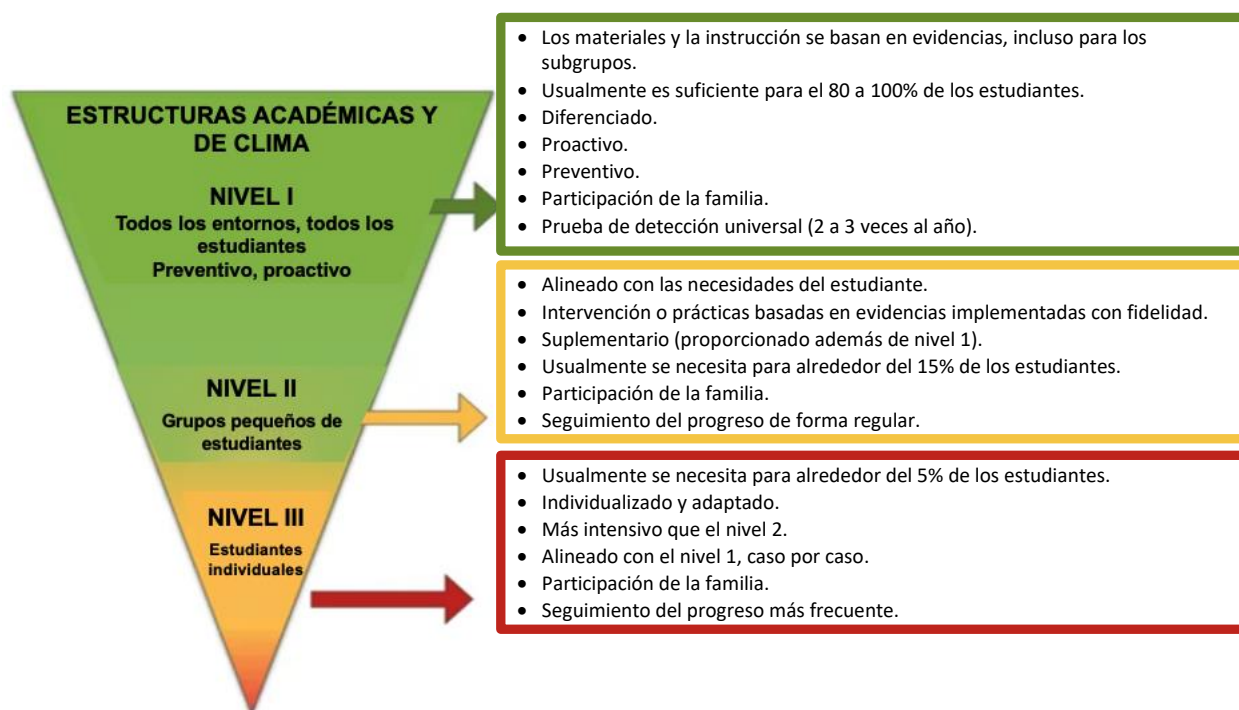 ESTRUCTURAS ACADÉMICAS Y
DE CLIMA
NIVEL I
Todos los entornos, todos los
estudiantes
Preventivo, proactivo
NIVEL II
Grupos pequeños de
estudiantes
NIVEL III
Estudiantes
individuales
• Los materiales y la instrucción se basan en evidencias, incluso para los
subgrupos.
• Usualmente es suficiente para el 80 a 100% de los estudiantes.
• Diferenciado.
• Proactivo.
• Preventivo.
• Participación de la familia.
• Prueba de detección universal (2 a 3 veces al año).
• Alineado con las necesidades del estudiante.
• Intervención o prácticas basadas en evidencias implementadas con fidelidad.
• Suplementario (proporcionado además de nivel 1).
• Usualmente se necesita para alrededor del 15% de los estudiantes.
• Participación de la familia.
• Seguimiento del progreso de forma regular.
• Usualmente se necesita para alrededor del 5% de los estudiantes.
• Individualizado y adaptado.
• Más intensivo que el nivel 2.
• Alineado con el nivel 1, caso por caso.
• Participación de la familia.
• Seguimiento del progreso más frecuente.